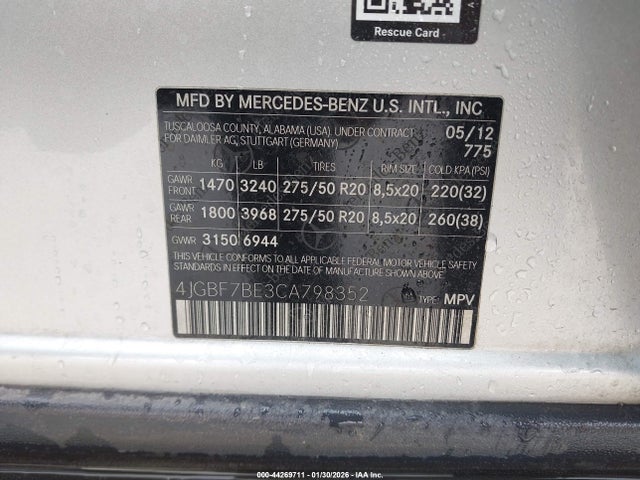 Rescue Card
MFD BY MERCEDES-BENZ U.S. INTL., INC
TUSCALOOSA COUNTY, ALABAMA (USA). UNDER CONTRACT 05/12
FOR DAIMLER AG, STUTTGART (GERMANY) 775
KG LB TIRES RIM SIZE COLD KPA(PSI)
GAWR FRONT 1470 3240 275/50 R20 8,5x20 220(32)
GAWR REAR 1800 3968 275/50 R20 8,5x20 260(38)
GWR 3150 6944
THIS VEHICLE CONFORMS TO ALL APPLICABLE FEDERAL MOTOR VEHICLE SAFETY
STANDARDS IN EFFECT ON THE DATE OF MANUFACTURE SHOWN ABOVE.
4JGBF7BE3CA798352 TYPE: MPV
000-44269711 - 01/30/2026 - IAA Corp.